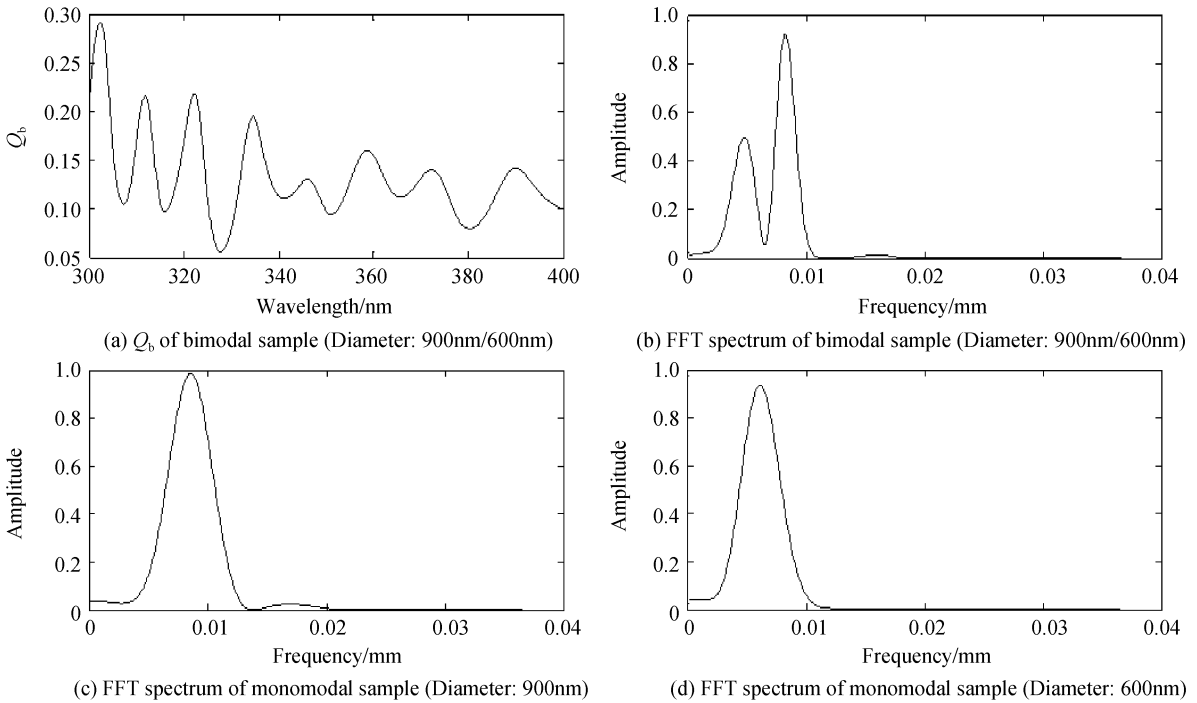 0.30
0.25
0.20
0.15
0.10
0.05
Qb
300 320 340 360 380 400
Wavelength/nm
(a) Qb of bimodal sample (Diameter: 900nm/600nm)
1.0
0.8
0.6
0.4
0.2
0
Amplitude
0 0.01 0.02 0.03 0.04
Frequency/mm
(b) FFT spectrum of bimodal sample (Diameter: 900nm/600nm)
1.0
0.8
0.6
0.4
0.2
0
Amplitude
0 0.01 0.02 0.03 0.04
Frequency/mm
(c) FFT spectrum of monomodal sample (Diameter: 900nm)
1.0
0.8
0.6
0.4
0.2
0
Amplitude
0 0.01 0.02 0.03 0.04
Frequency/mm
(d) FFT spectrum of monomodal sample (Diameter: 600nm)